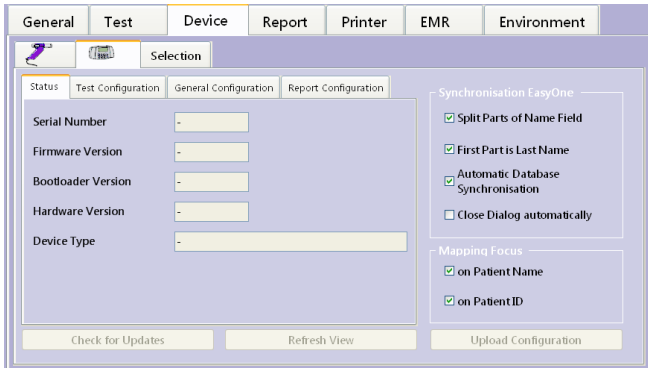 General Test Device Report Printer EMR Environment
Selection
Status Test Configuration General Configuration Report Configuration
Serial Number -
Firmware Version -
Bootloader Version -
Hardware Version -
Device Type -
Synchronisation EasyOne
Split Parts of Name Field
First Part is Last Name
Automatic Database
Synchronisation
Close Dialog automatically
Mapping Focus
on Patient Name
on Patient ID
Check for Updates Refresh View Upload Configuration